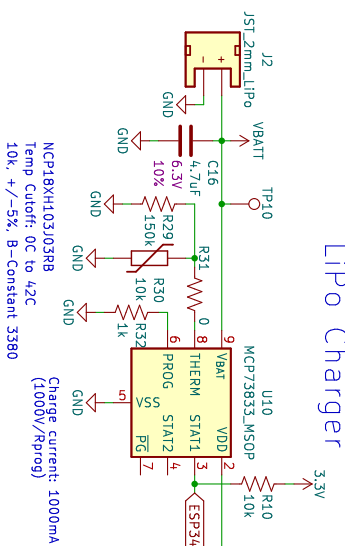 LiPo Charger
J2
JST_2mm_LiPo
-
+
GND
VBATT
C16
4.7uF
6.3V
10%
GND
TP10
R29
150k
GND
R31
0
R30
10k
GND
R32
1k
GND
NCP18XH103J03RB
Temp Cutoff: 0C to 42C
10k, +/-5%, B-Constant 3380
U10
MCP73833_MSOP
9
8
6
VBAT
THERM
PROG
5
VSS
GND
VDD
STAT1
STAT2
PG
2
3
4
7
3.3V
R10
10k
ESP34
Charge current: 1000mA
(1000V/Rprog)